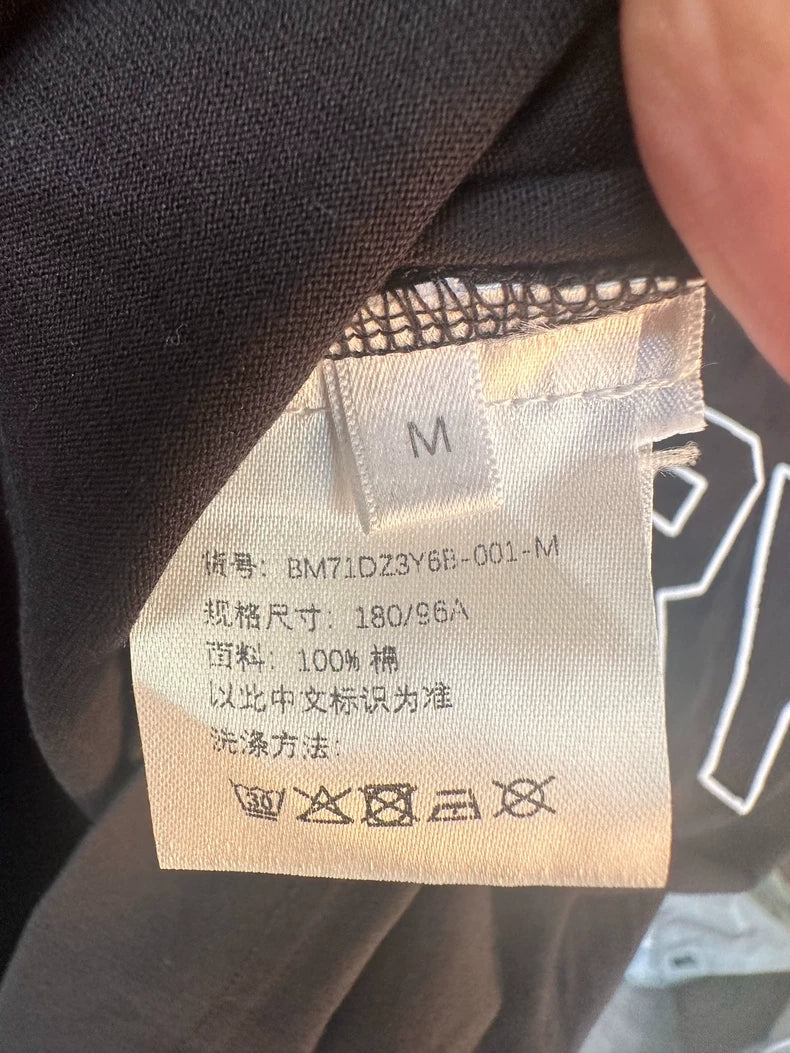 M
货号: BM71DZ3Y6B-001-M
规格尺寸: 180/96A
面料: 100% 棉
以此中文标识为准
洗涤方法:
30